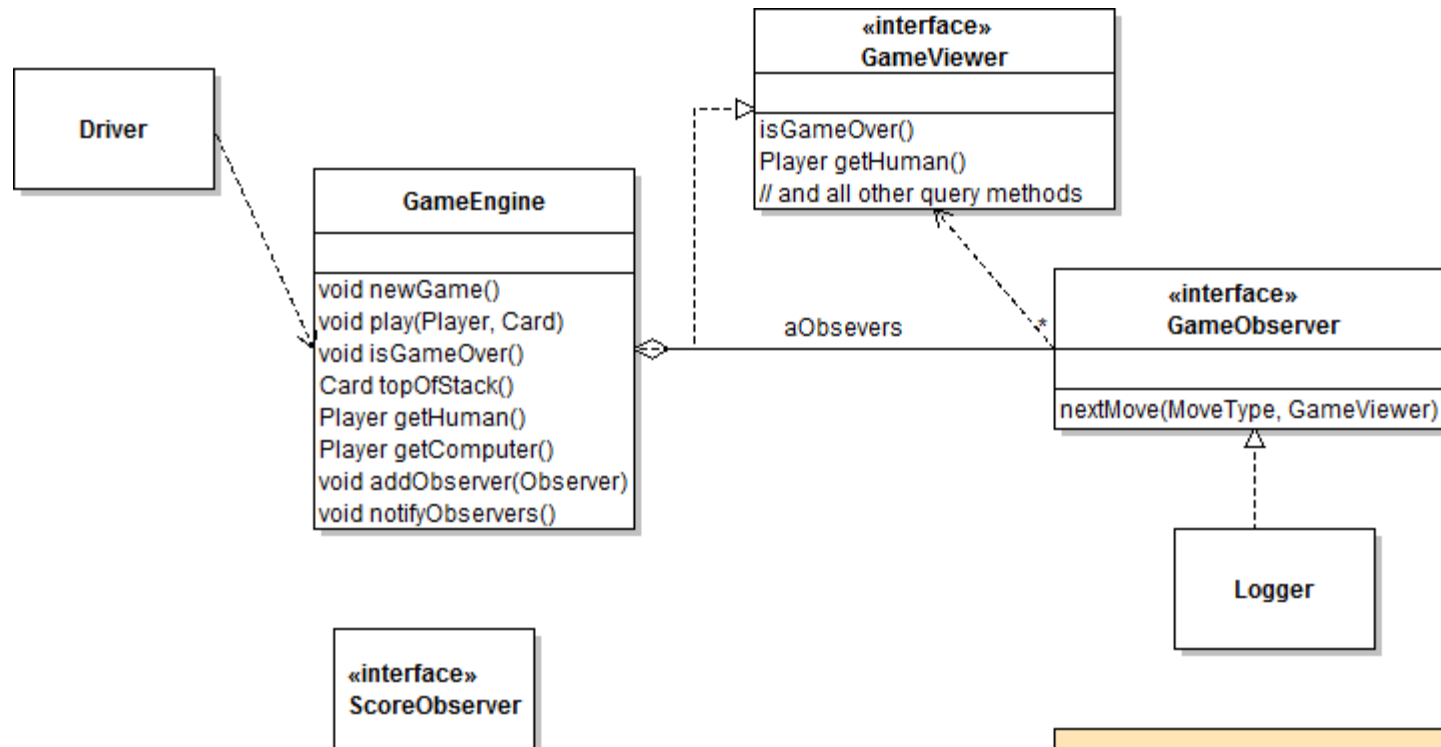 Driver
GameEngine
void newGame()
void play(Player, Card)
void isGameOver()
Card topOfStack()
Player getHuman()
Player getComputer()
void addObserver(Observer)
void notifyObservers()
«interface»
GameViewer
isGameOver()
Player getHuman()
// and all other query methods
aObsevers
*
«interface»
GameObserver
nextMove(MoveType, GameViewer)
Logger
«interface»
ScoreObserver